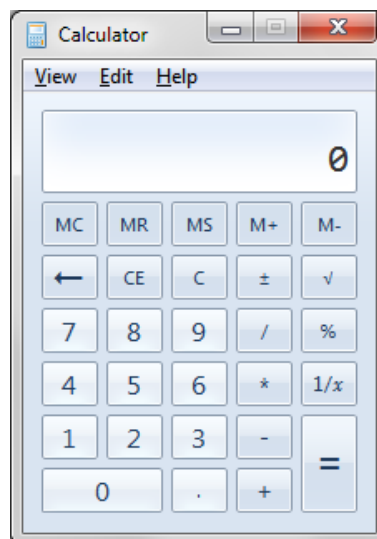 Calculator
View Edit Help
0
MC MR MS M+ M-
← CE C ± √
7 8 9 / %
4 5 6 * 1/x
1 2 3 - =
0 . +